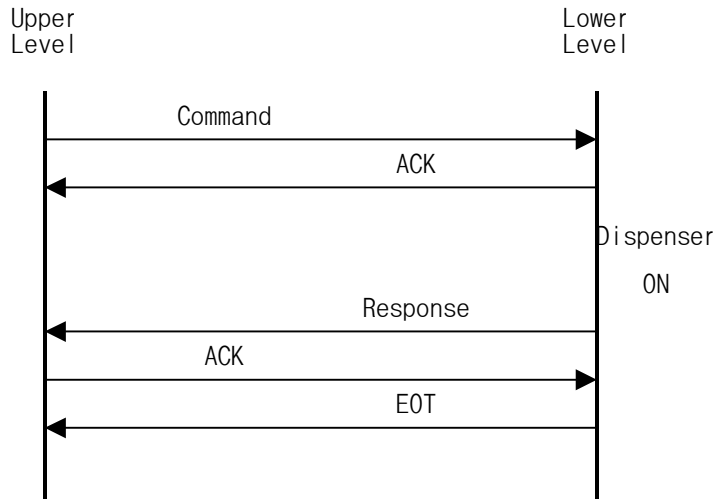 Upper
Level
Lower
Level
Command
ACK
Dispenser
ON
Response
ACK
EOT